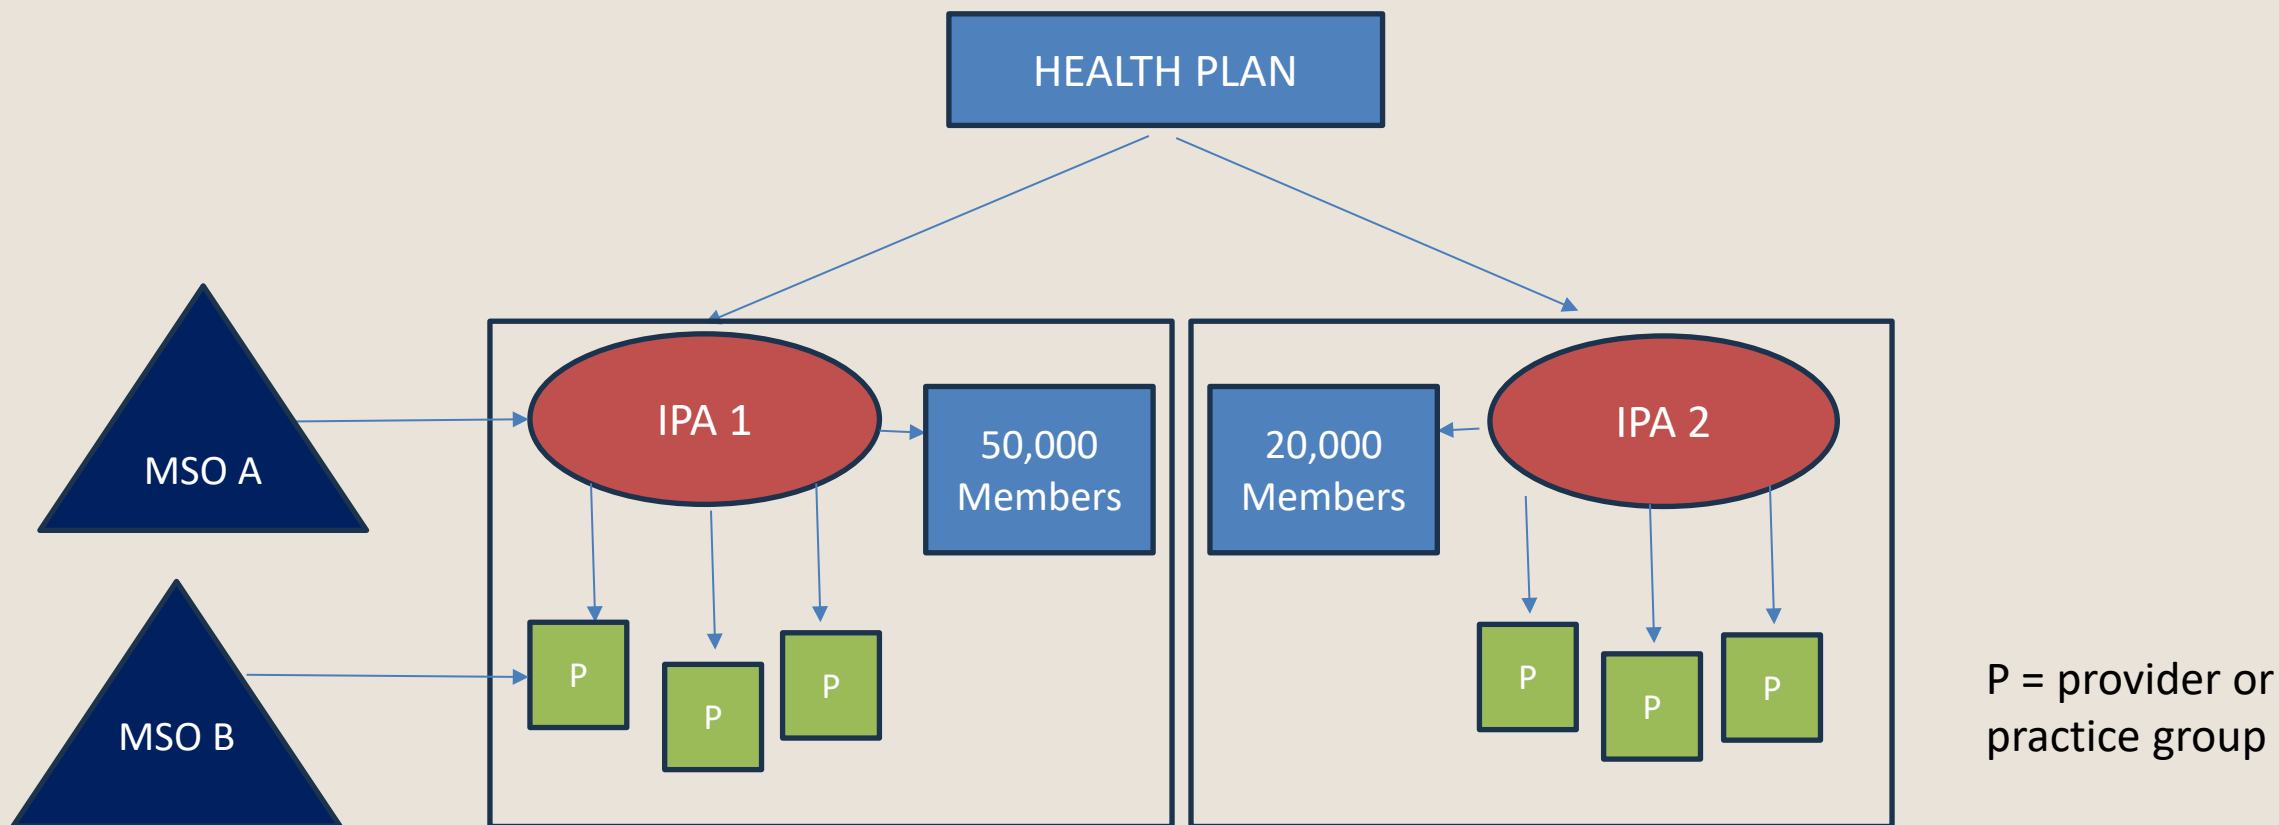 HEALTH PLAN
MSO A
IPA 1
50,000
Members
20,000
Members
IPA 2
MSO B
P
P
P
P
P
P
P = provider or
practice group